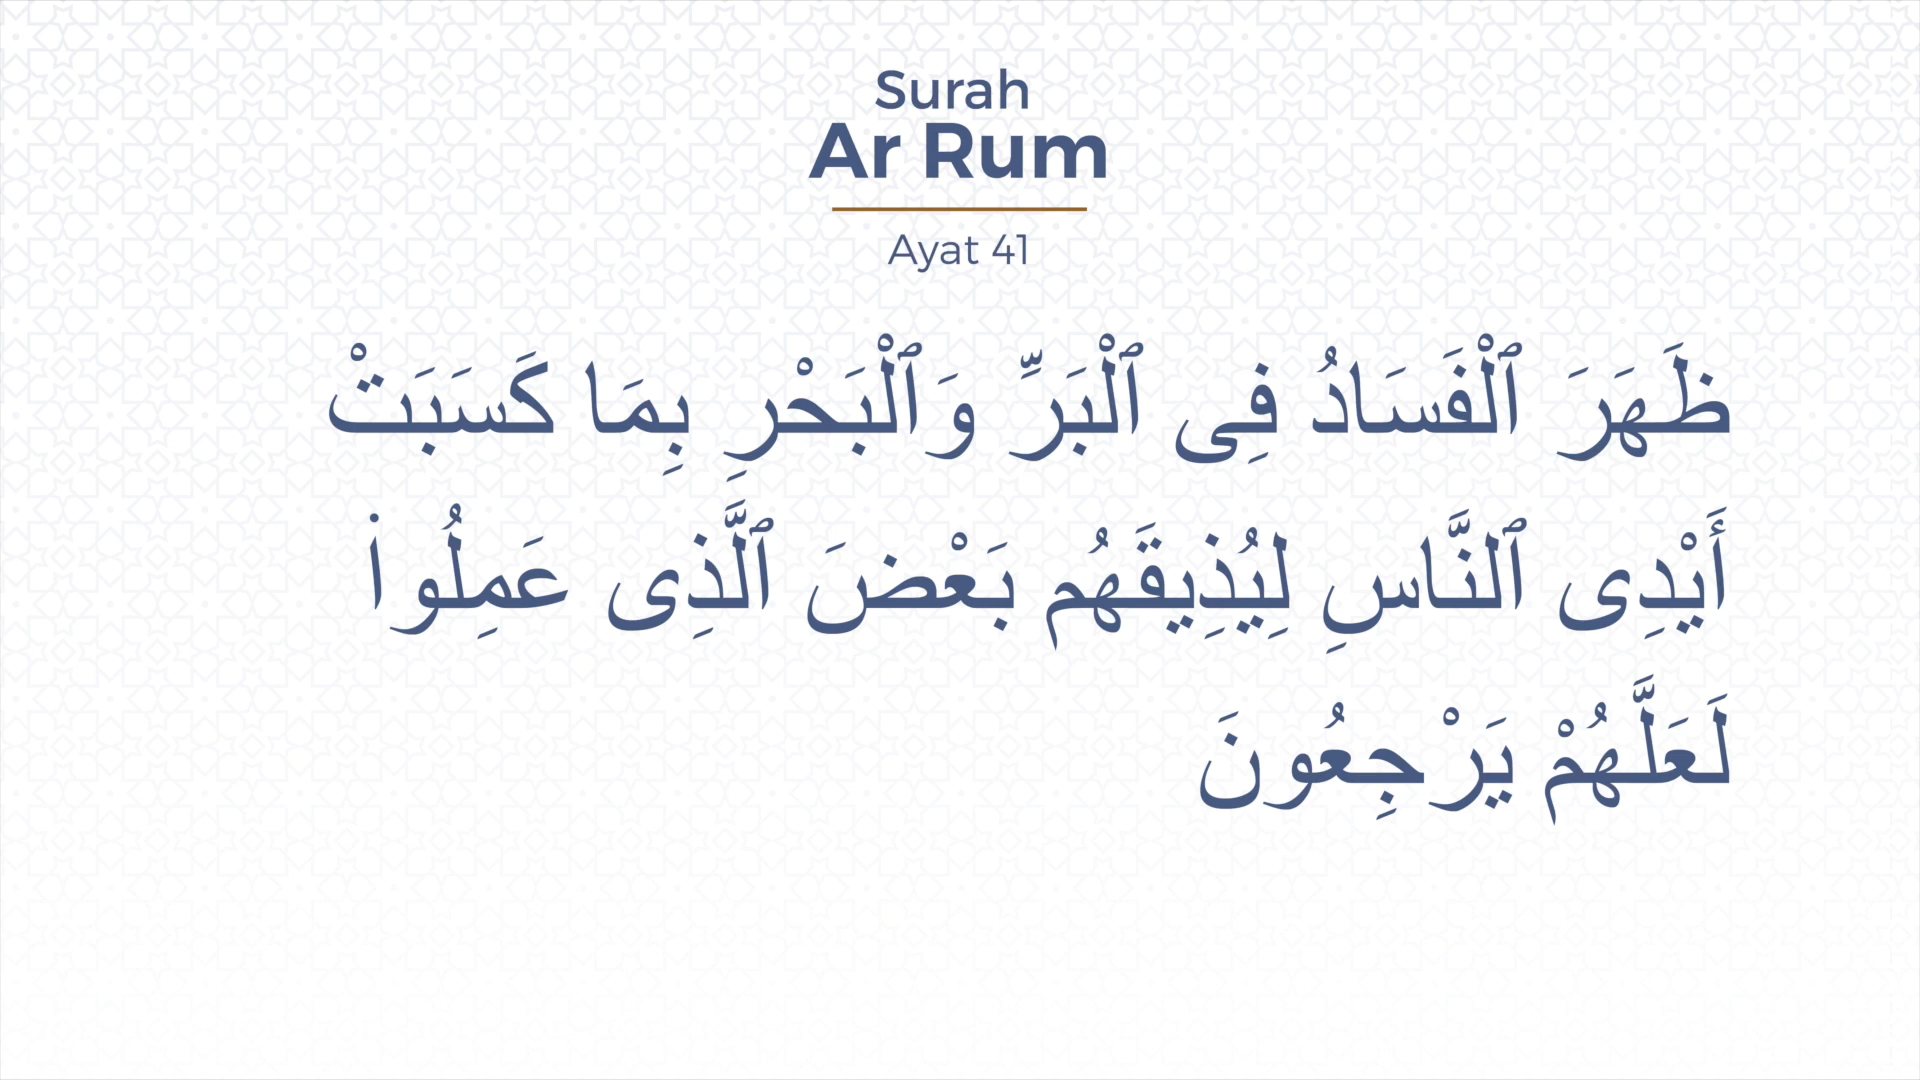 Surah
Ar Rum
Ayat 41
ظَهَرَ ٱلْفَسَادُ فِى ٱلْبَرِّ وَٱلْبَحْرِ بِمَا كَسَبَتْ
أَيْدِى ٱلنَّاسِ لِيُذِيقَهُم بَعْضَ ٱلَّذِى عَمِلُوا۟
لَعَلَّهُمْ يَرْجِعُونَ